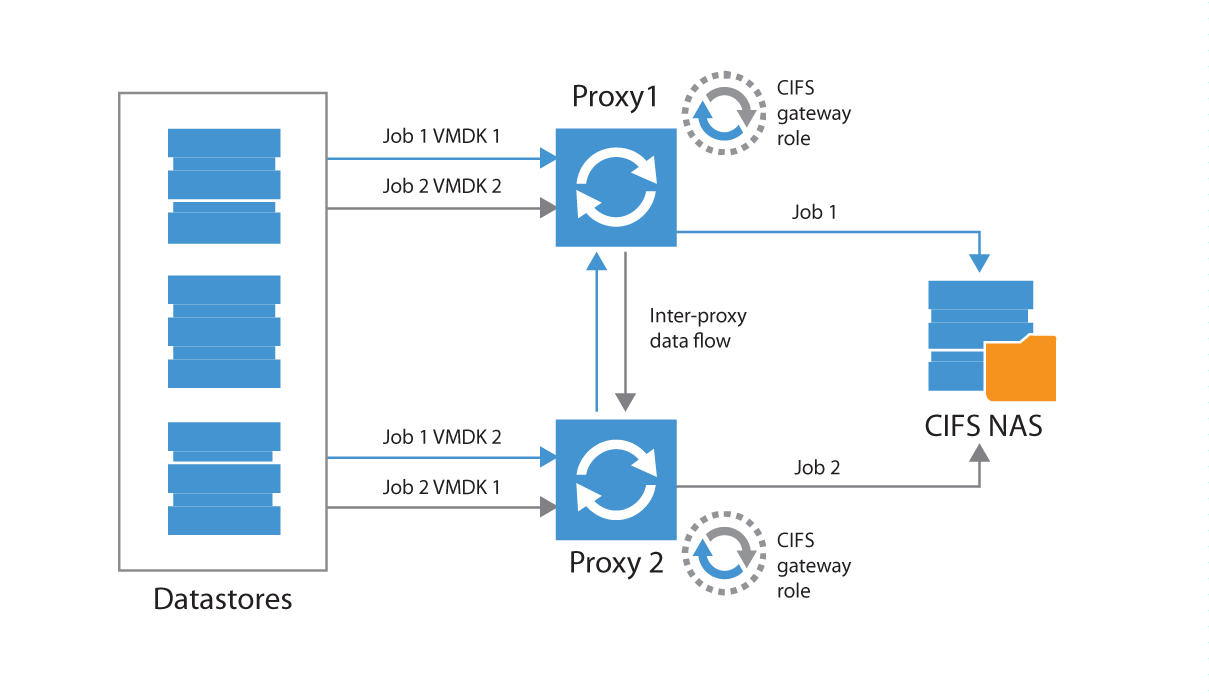 Proxy1
CIFS
gateway
role
Job 1 VMDK 1
Job 2 VMDK 2
Job 1
Inter-proxy
data flow
CIFS NAS
Job 1 VMDK 2
Job 2 VMDK 1
Job 2
Proxy 2
CIFS
gateway
role
Datastores